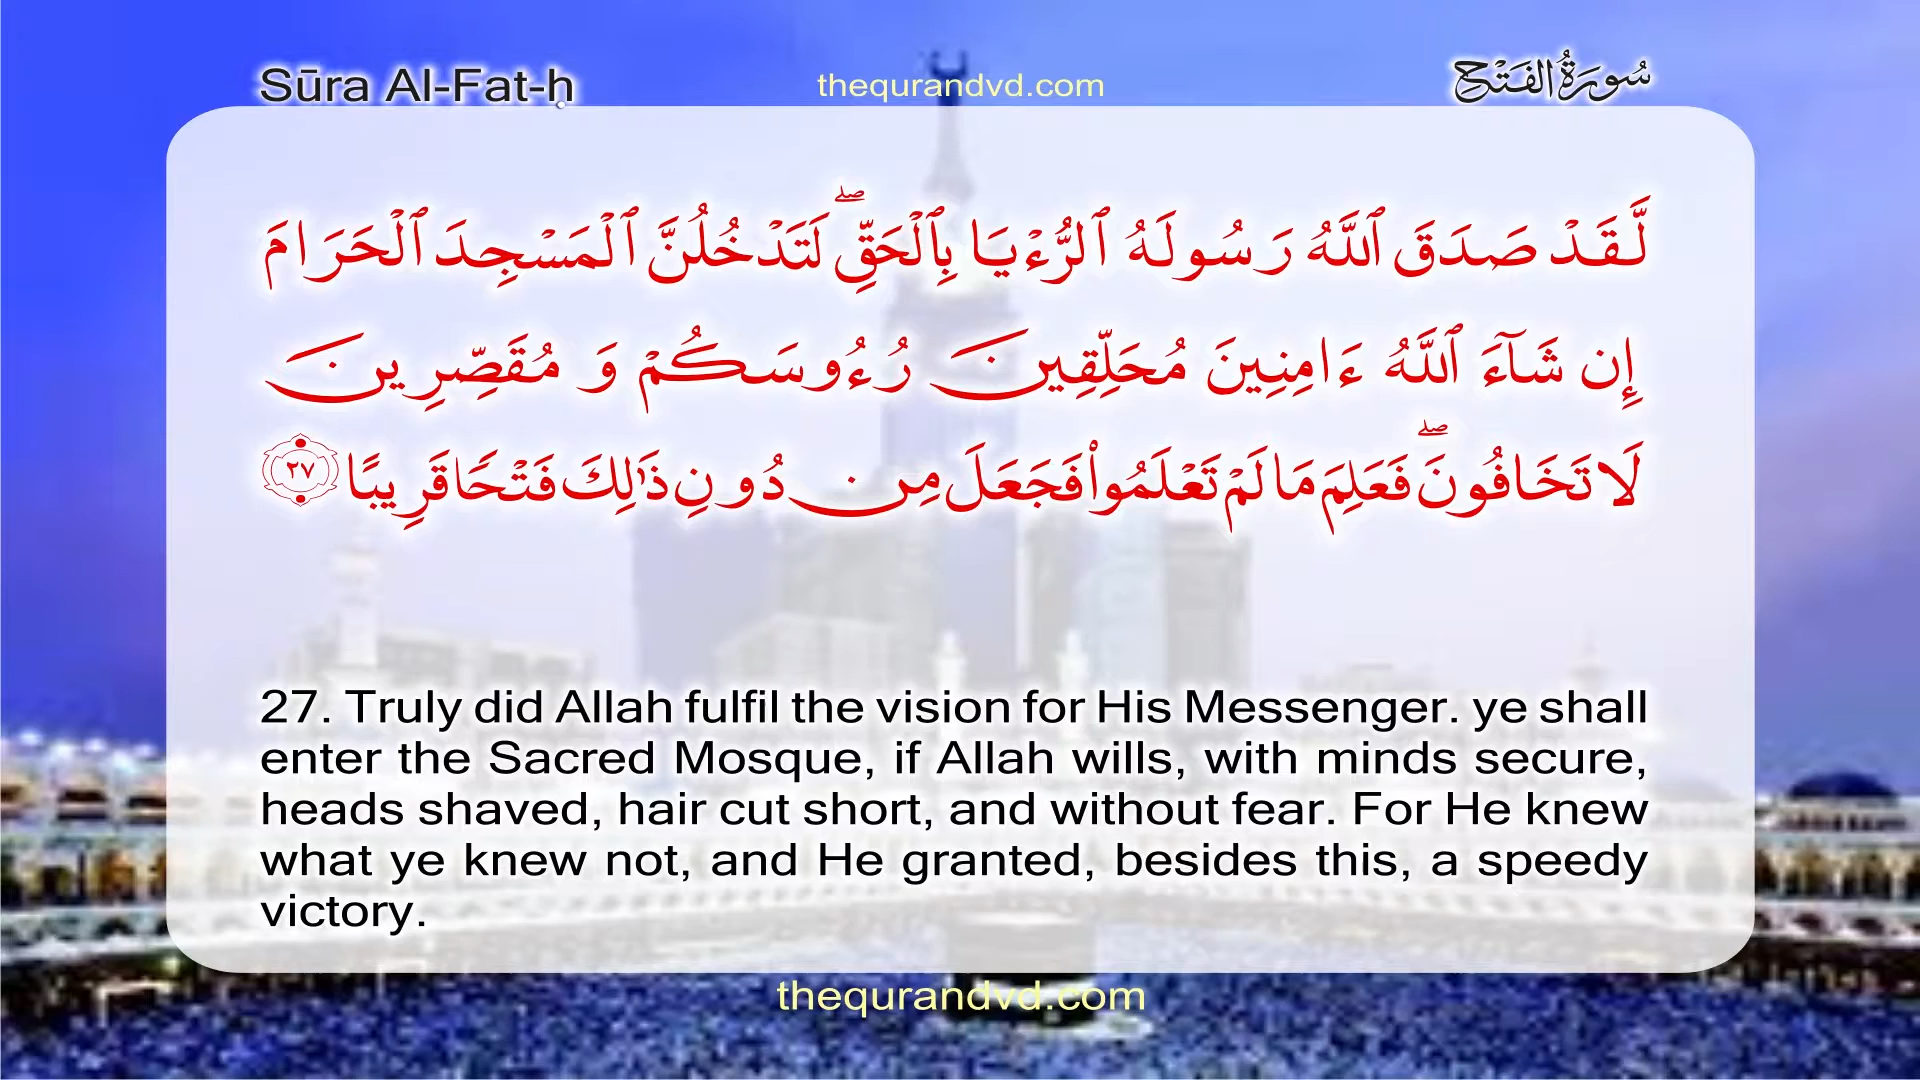 Sūra Al-Fat-ḥ
thequrandvd.com
سُورَةُ الفَتْح
لَّقَدْ صَدَقَ ٱللَّهُ رَسُولَهُ ٱلرُّءْيَا بِٱلْحَقِّ ۖ لَتَدْخُلُنَّ ٱلْمَسْجِدَ ٱلْحَرَامَ
إِن شَآءَ ٱللَّهُ ءَامِنِينَ مُحَلِّقِينَ رُءُوسَكُمْ وَ مُقَصِّرِينَ
لَا تَخَافُونَ ۖ فَعَلِمَ مَا لَمْ تَعْلَمُوا۟ فَجَعَلَ مِن دُونِ ذَٰلِكَ فَتْحًا قَرِيبًا ٢٧
27. Truly did Allah fulfil the vision for His Messenger. ye shall
enter the Sacred Mosque, if Allah wills, with minds secure,
heads shaved, hair cut short, and without fear. For He knew
what ye knew not, and He granted, besides this, a speedy
victory.
thequrandvd.com